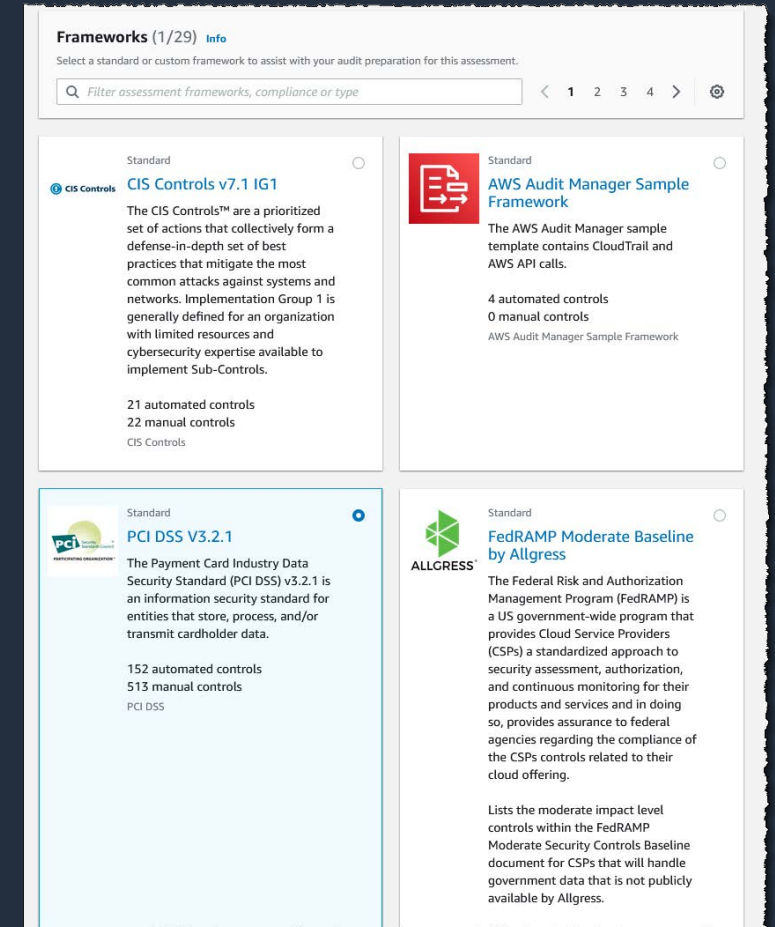 Frameworks (1/29) Info
Select a standard or custom framework to assist with your audit preparation for this assessment.
Filter assessment frameworks, compliance or type
1 2 3 4
Standard
CIS Controls
CIS Controls v7.1 IG1
The CIS Controls™ are a prioritized
set of actions that collectively form a
defense-in-depth set of best
practices that mitigate the most
common attacks against systems and
networks. Implementation Group 1 is
generally defined for an organization
with limited resources and
cybersecurity expertise available to
implement Sub-Controls.
21 automated controls
22 manual controls
CIS Controls
Standard
AWS Audit Manager Sample
Framework
The AWS Audit Manager sample
template contains CloudTrail and
AWS API calls.
4 automated controls
0 manual controls
AWS Audit Manager Sample Framework
Standard
PCI Security
Standards Council
PARTICIPATING ORGANIZATION
PCI DSS V3.2.1
The Payment Card Industry Data
Security Standard (PCI DSS) v3.2.1 is
an information security standard for
entities that store, process, and/or
transmit cardholder data.
152 automated controls
513 manual controls
PCI DSS
Standard
ALLGRESS
FedRAMP Moderate Baseline
by Allgress
The Federal Risk and Authorization
Management Program (FedRAMP) is
a US government-wide program that
provides Cloud Service Providers
(CSPs) a standardized approach to
security assessment, authorization,
and continuous monitoring for their
products and services and in doing
so, provides assurance to federal
agencies regarding the compliance of
the CSPs controls related to their
cloud offering.
Lists the moderate impact level
controls within the FedRAMP
Moderate Security Controls Baseline
document for CSPs that will handle
government data that is not publicly
available by Allgress.